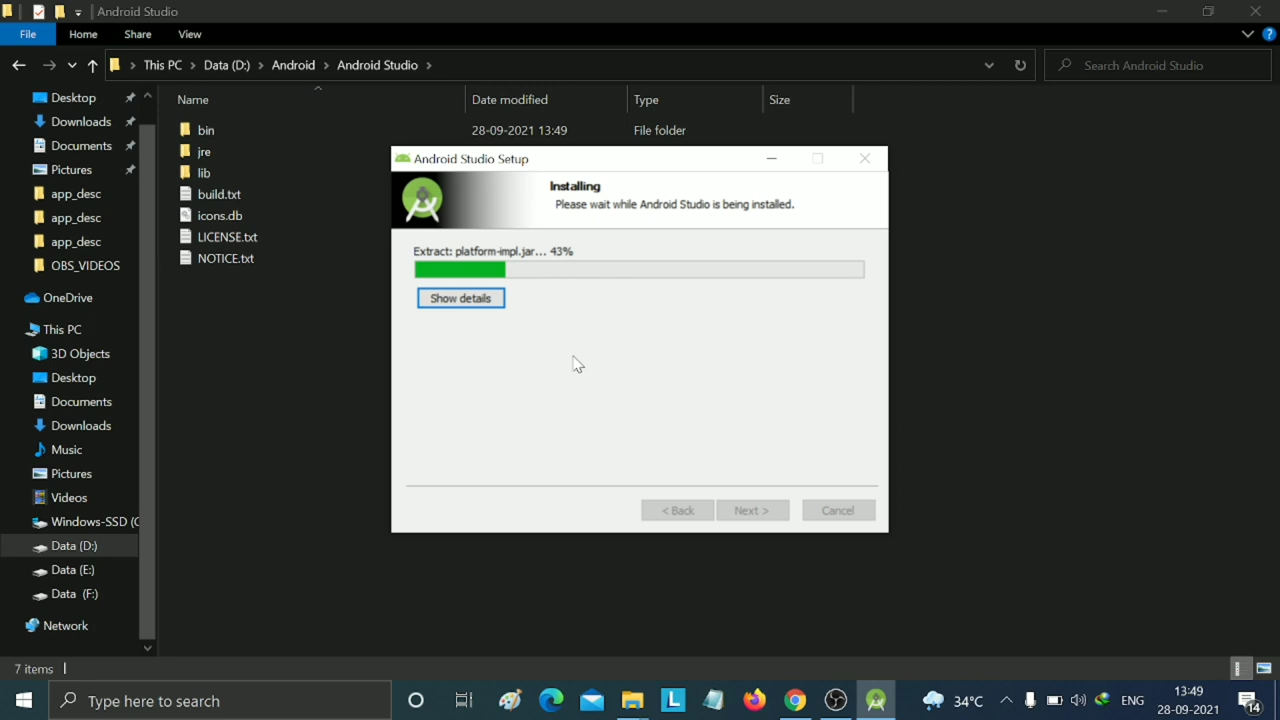 Android Studio
File Home Share View
This PC Data (D:) Android Android Studio
Search Android Studio
Name Date modified Type Size
Desktop
Downloads
Documents
Pictures
app_desc
app_desc
app_desc
OBS_VIDEOS
OneDrive
This PC
3D Objects
Desktop
Documents
Downloads
Music
Pictures
Videos
Windows-SSD (C
Data (D:)
Data (E:)
Data (F:)
Network
bin 28-09-2021 13:49 File folder
jre
lib
build.txt
icons.db
LICENSE.txt
NOTICE.txt
Android Studio Setup
Installing
Please wait while Android Studio is being installed.
Extract: platform-impl.jar... 43%
Show details
< Back Next > Cancel
7 items
Type here to search
34°C ENG 13:49
28-09-2021
14